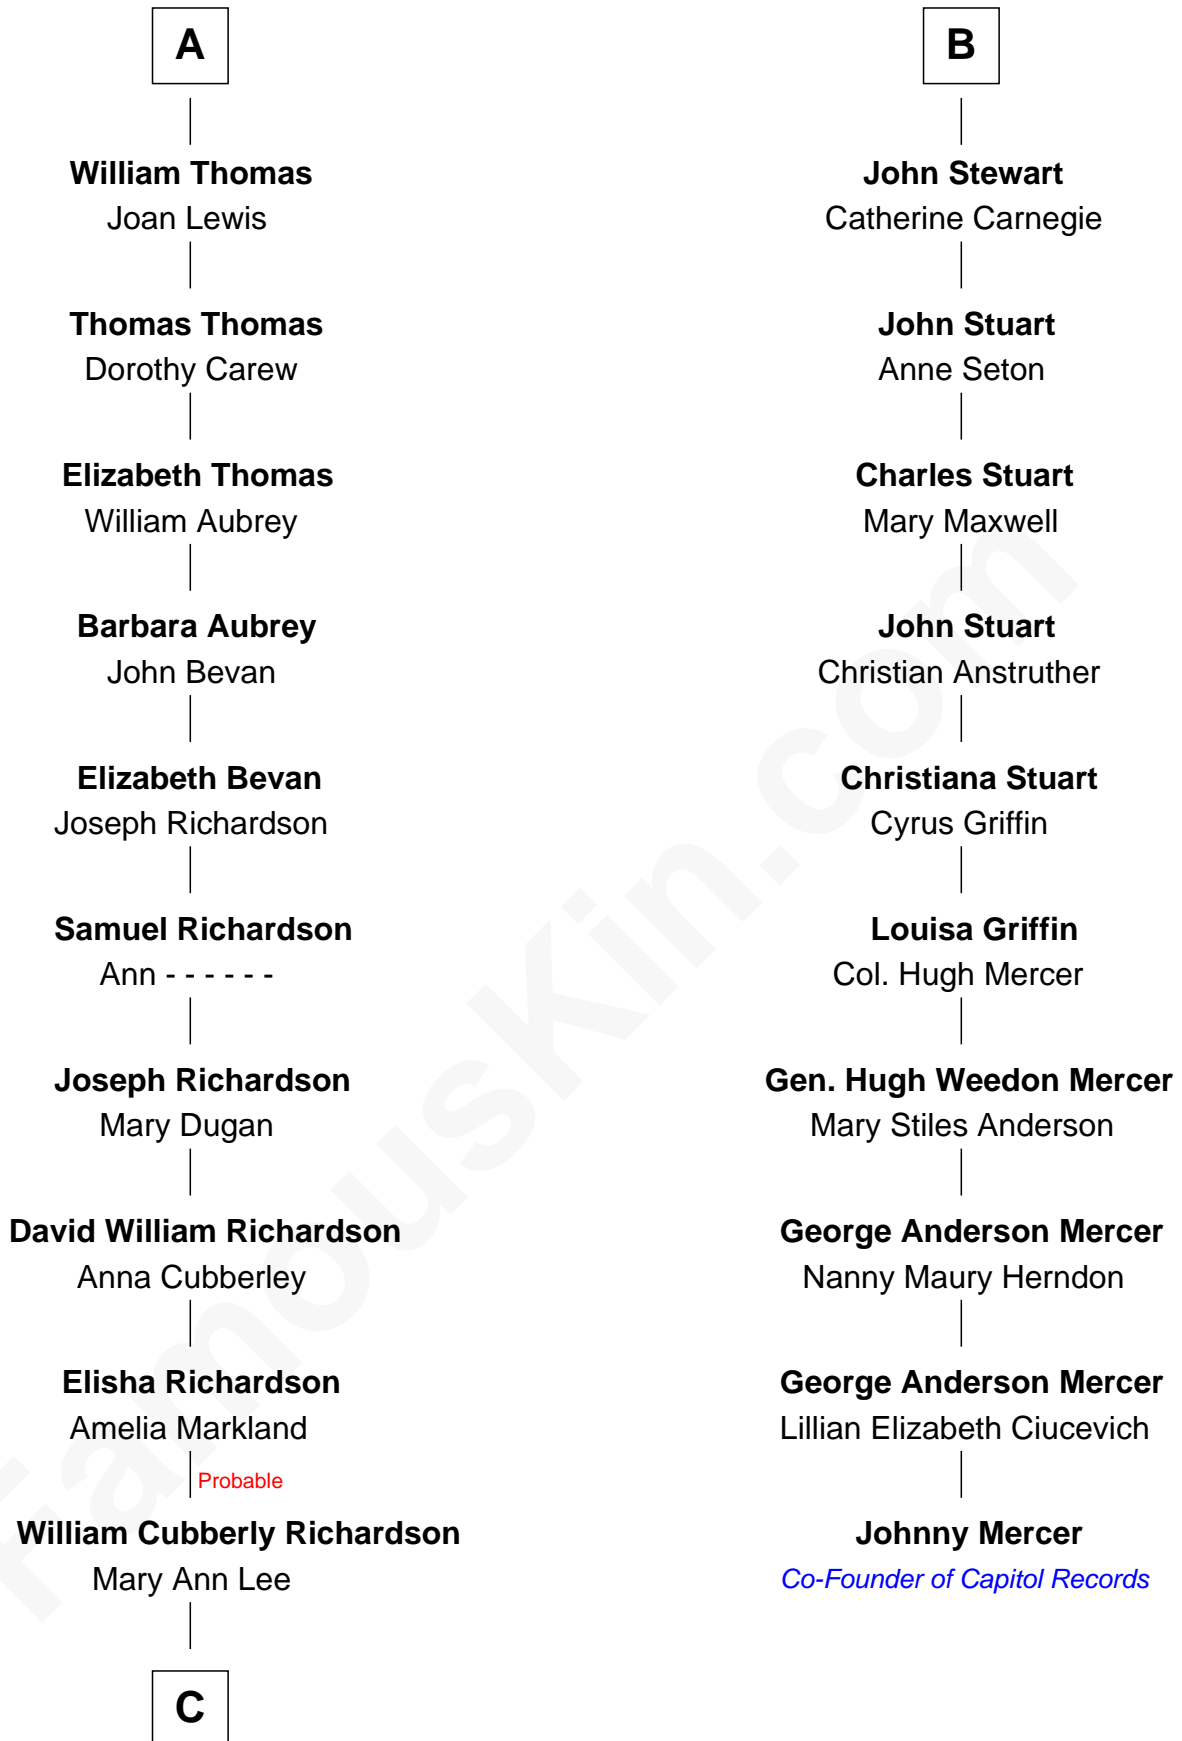 A
William Thomas
Joan Lewis
Thomas Thomas
Dorothy Carew
Elizabeth Thomas
William Aubrey
Barbara Aubrey
John Bevan
Elizabeth Bevan
Joseph Richardson
Samuel Richardson
Ann - - - - - -
Joseph Richardson
Mary Dugan
David William Richardson
Anna Cubberley
Elisha Richardson
Amelia Markland
Probable
William Cubberly Richardson
Mary Ann Lee
C
B
John Stewart
Catherine Carnegie
John Stuart
Anne Seton
Charles Stuart
Mary Maxwell
John Stuart
Christian Anstruther
Christiana Stuart
Cyrus Griffin
Louisa Griffin
Col. Hugh Mercer
Gen. Hugh Weedon Mercer
Mary Stiles Anderson
George Anderson Mercer
Nanny Maury Herndon
George Anderson Mercer
Lillian Elizabeth Ciucevich
Johnny Mercer
Co-Founder of Capitol Records
FamousKin.com